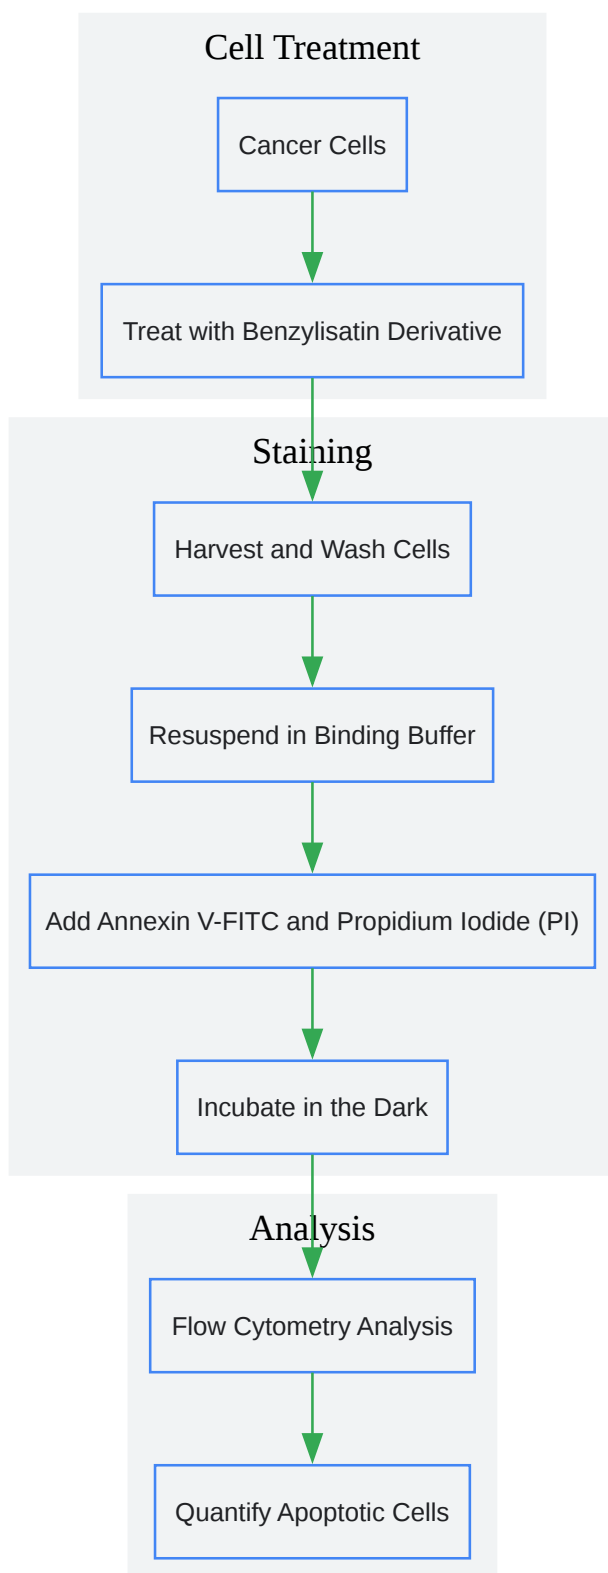 Cell Treatment
Cancer Cells
Treat with Benzylisatin Derivative
Staining
Harvest and Wash Cells
Resuspend in Binding Buffer
Add Annexin V-FITC and Propidium Iodide (PI)
Incubate in the Dark
Analysis
Flow Cytometry Analysis
Quantify Apoptotic Cells